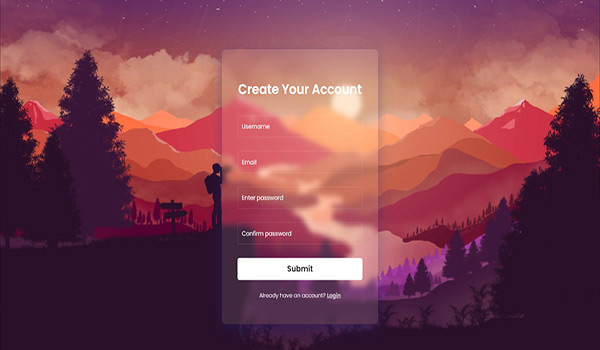 Create Your Account
Username
Email
Enter password
Confirm password
Submit
Already have an account? Login